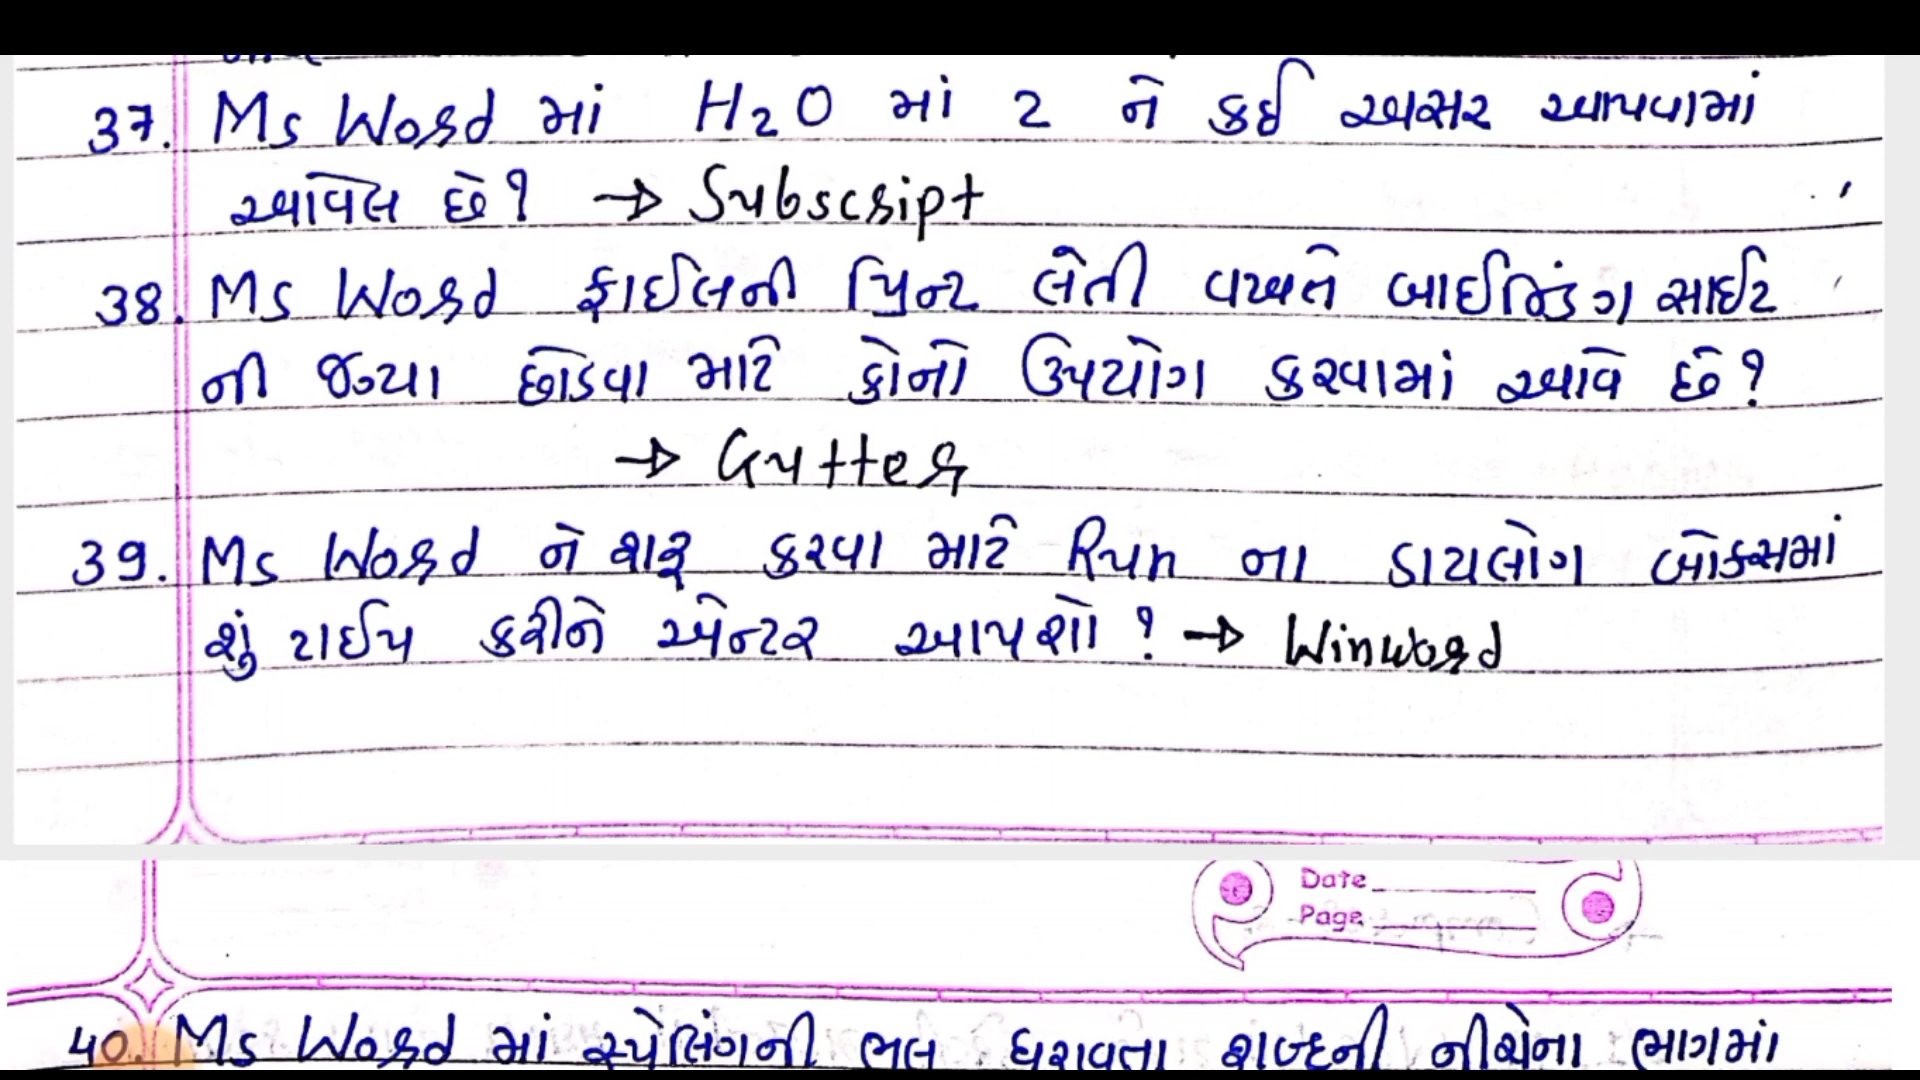 37. Ms Word માં H2O માં 2 ને કઈ અસર આપવામાં
આવેલ છે? → Subscript
38. Ms Word ફાઈલની પ્રિન્ટ લેતી વખતે બાઈન્ડિંગ સાઈટ
ની જગ્યા છોડવા માટે કોનો ઉપયોગ કરવામાં આવે છે?
→ Gutter
39. Ms Word ને શરૂ કરવા માટે Run ના ડાયલોગ બોક્સમાં
શું ટાઈપ કરીને એન્ટર આપશો? → Winword
Date
Page
40. Ms Word માં સ્પેલિંગની ભુલ ધરાવતા શબ્દની નીચેના ભાગમાં